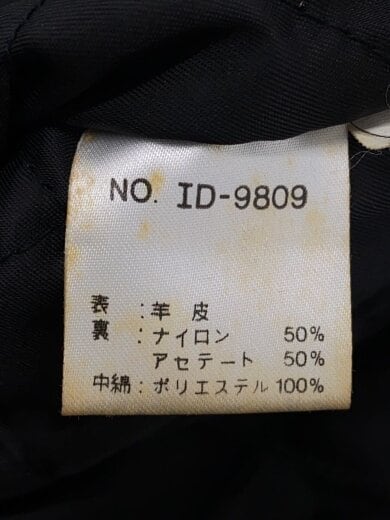 NO. ID-9809
表 : 羊皮
裏 : ナイロン 50%
アセテート 50%
中綿 : ポリエステル 100%